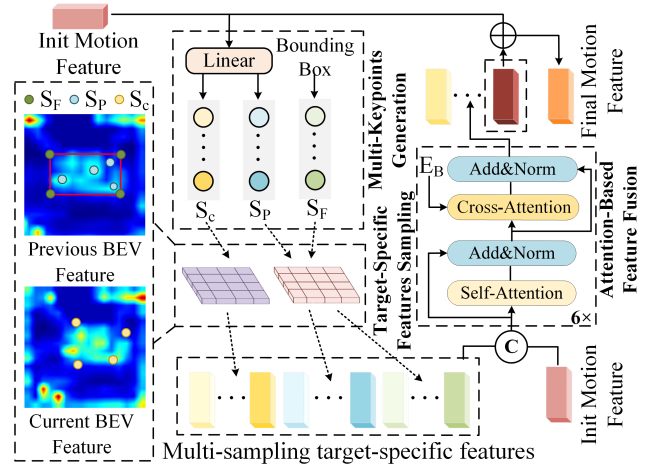 Init Motion
Feature
Linear
Bounding
Box
S_c
S_P
S_F
Multi-Keypoints
Generation
S_F S_P S_c
Previous BEV
Feature
Current BEV
Feature
Target-Specific
Features Sampling
Multi-sampling target-specific features
Final Motion
Feature
E_B
Add&Norm
Cross-Attention
Add&Norm
Self-Attention
6×
Attention-Based
Feature Fusion
C
Init Motion
Feature